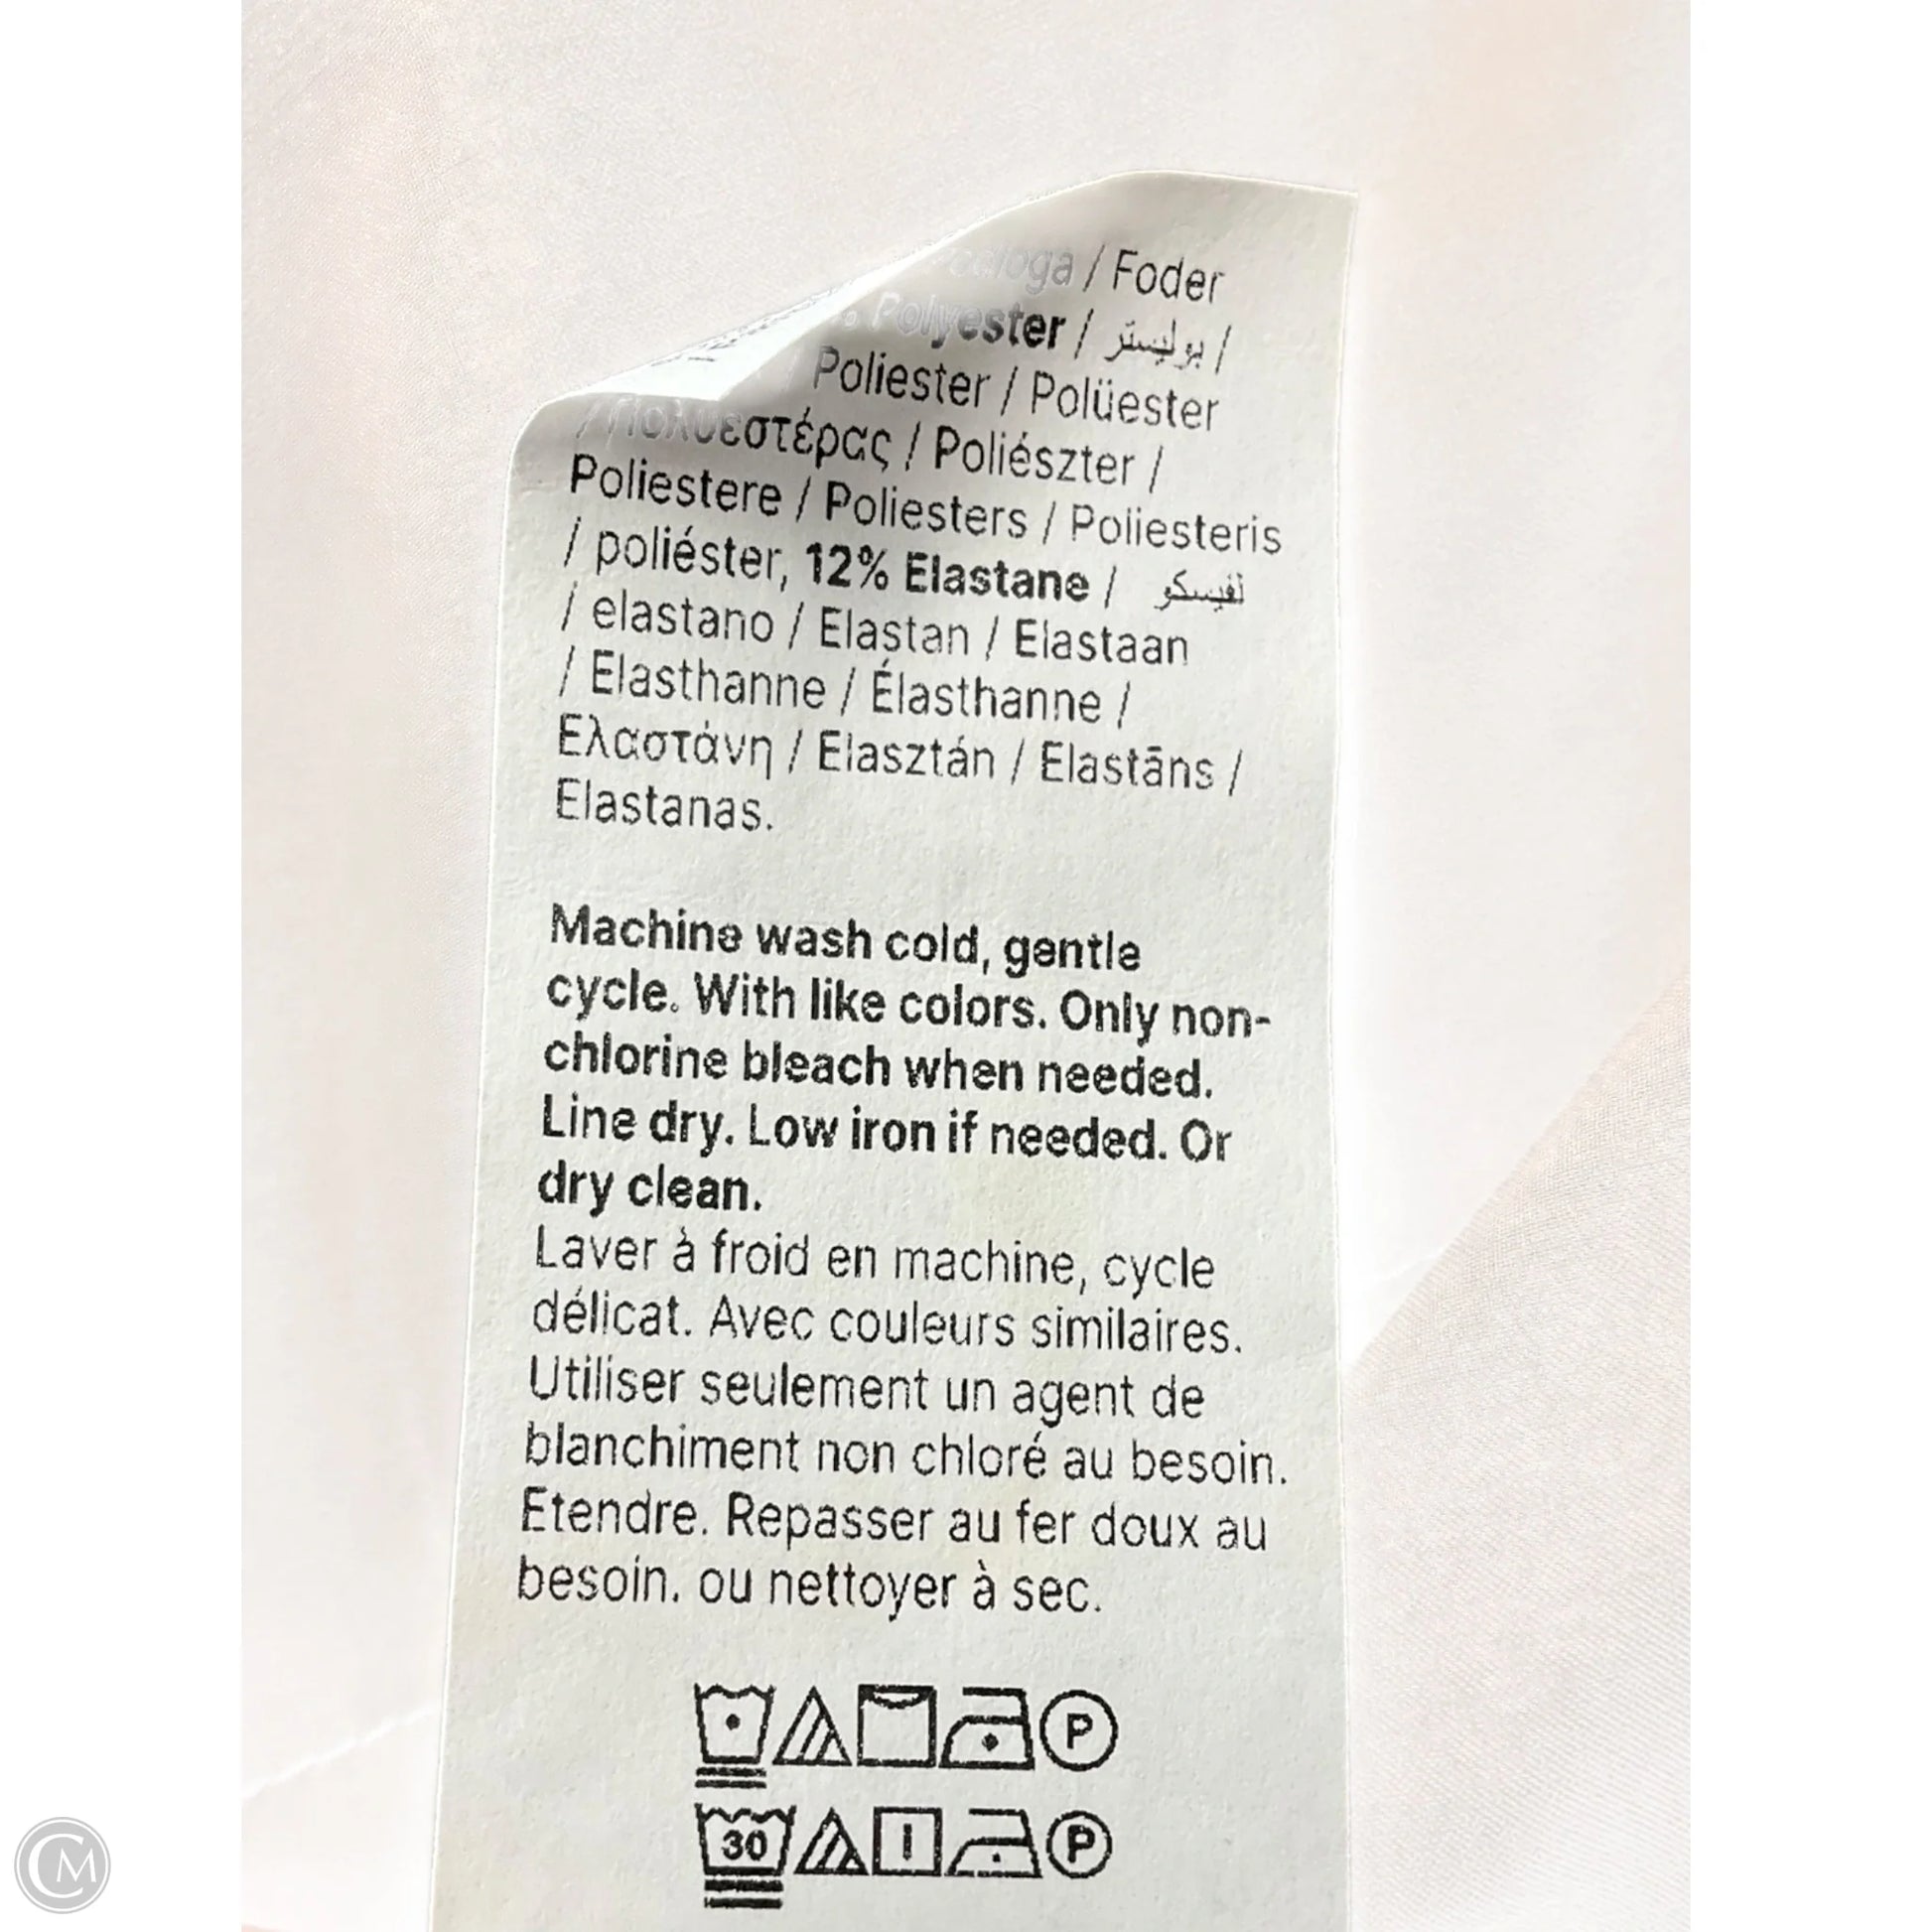 / Foder
Polyester / بوليستر /
/ Poliester / Polüester
/ Πολυεστέρας / Poliészter /
Poliestere / Poliesters / Poliesteris
/ poliéster, 12% Elastane / لفيسكو
/ elastano / Elastan / Elastaan
/ Elasthanne / Élasthanne /
Ελαστάνη / Elasztán / Elastāns /
Elastanas.
Machine wash cold, gentle
cycle. With like colors. Only non-
chlorine bleach when needed.
Line dry. Low iron if needed. Or
dry clean.
Laver à froid en machine, cycle
délicat. Avec couleurs similaires.
Utiliser seulement un agent de
blanchiment non chloré au besoin.
Etendre. Repasser au fer doux au
besoin. ou nettoyer à sec.
P
30 P
CM